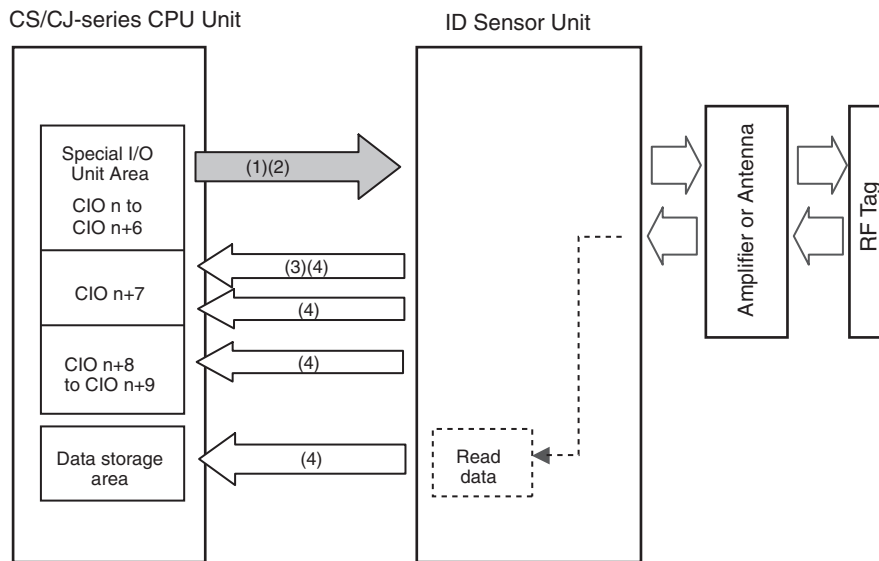 CS/CJ-series CPU Unit
ID Sensor Unit
Special I/O
Unit Area
CIO n to
CIO n+6
(1)(2)
CIO n+7
(3)(4)
(4)
CIO n+8
to CIO n+9
(4)
Data storage
area
(4)
Read
data
Amplifier or Antenna
RF Tag